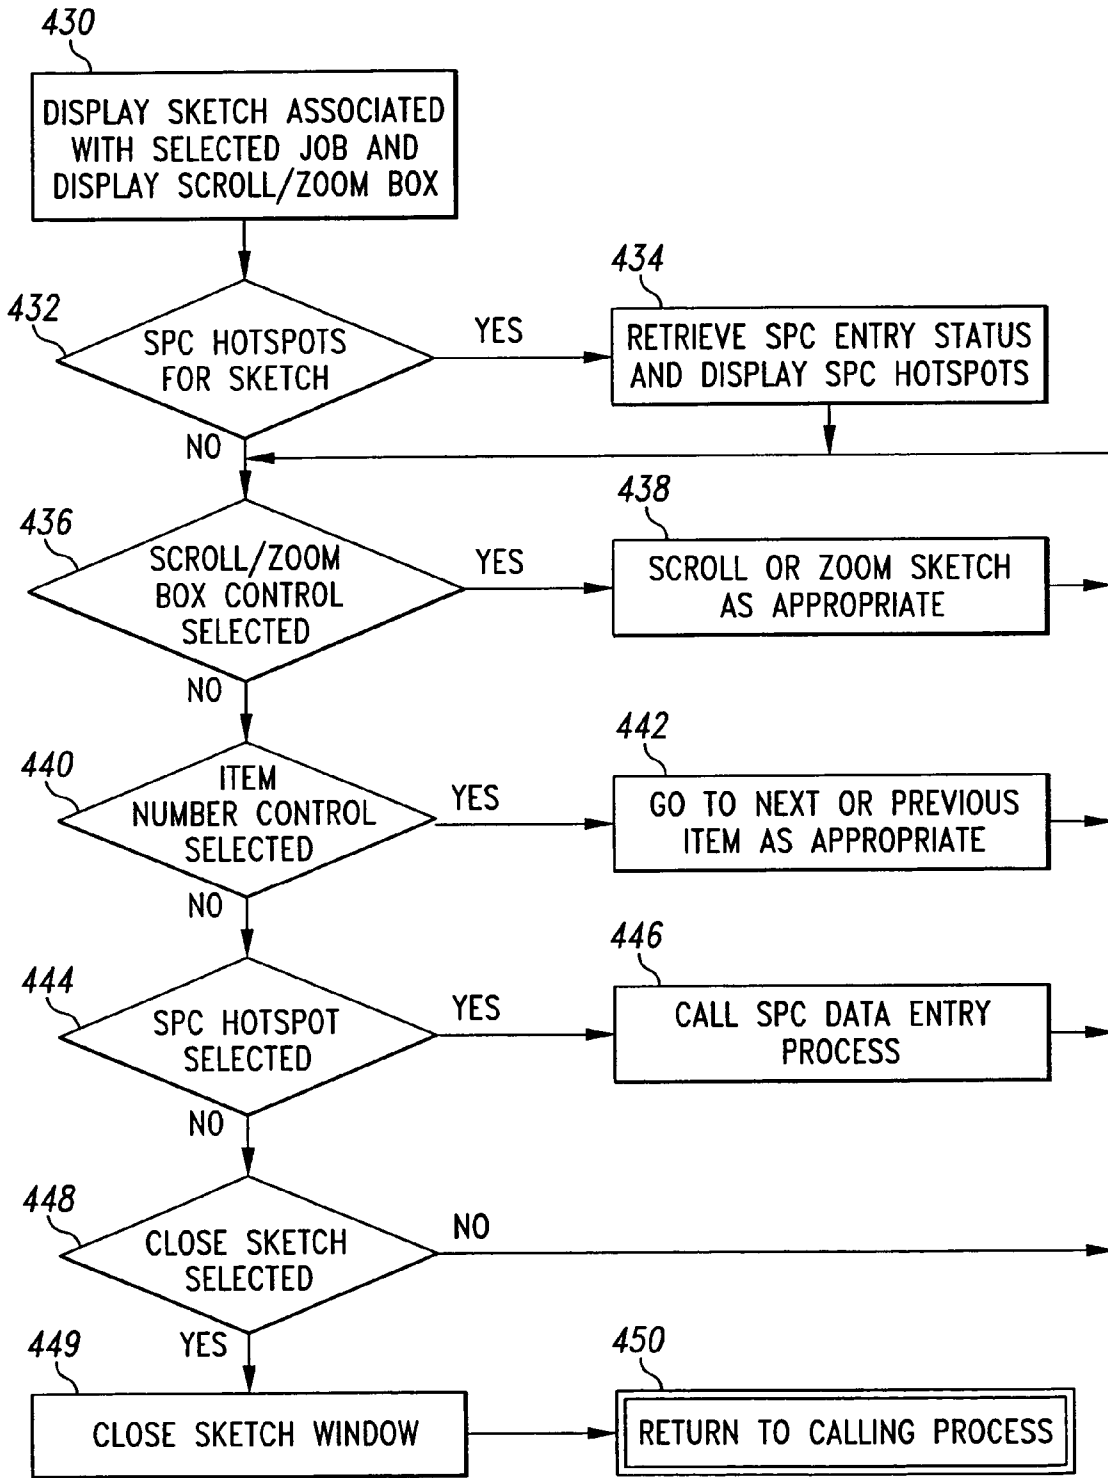 430
DISPLAY SKETCH ASSOCIATED
WITH SELECTED JOB AND
DISPLAY SCROLL/ZOOM BOX
432
SPC HOTSPOTS
FOR SKETCH
YES
NO
434
RETRIEVE SPC ENTRY STATUS
AND DISPLAY SPC HOTSPOTS
436
SCROLL/ZOOM
BOX CONTROL
SELECTED
YES
NO
438
SCROLL OR ZOOM SKETCH
AS APPROPRIATE
440
ITEM
NUMBER CONTROL
SELECTED
YES
NO
442
GO TO NEXT OR PREVIOUS
ITEM AS APPROPRIATE
444
SPC HOTSPOT
SELECTED
YES
NO
446
CALL SPC DATA ENTRY
PROCESS
448
CLOSE SKETCH
SELECTED
NO
YES
449
CLOSE SKETCH WINDOW
450
RETURN TO CALLING PROCESS